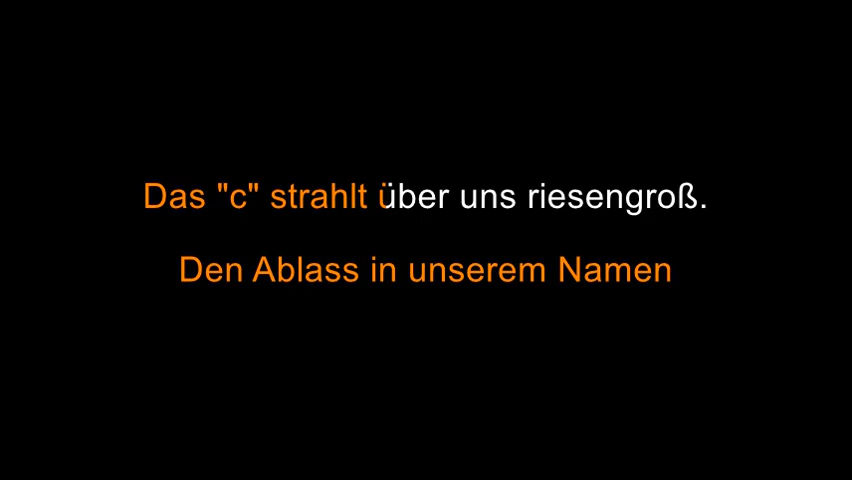 Das "c" strahlt über uns riesengroß.
Den Ablass in unserem Namen